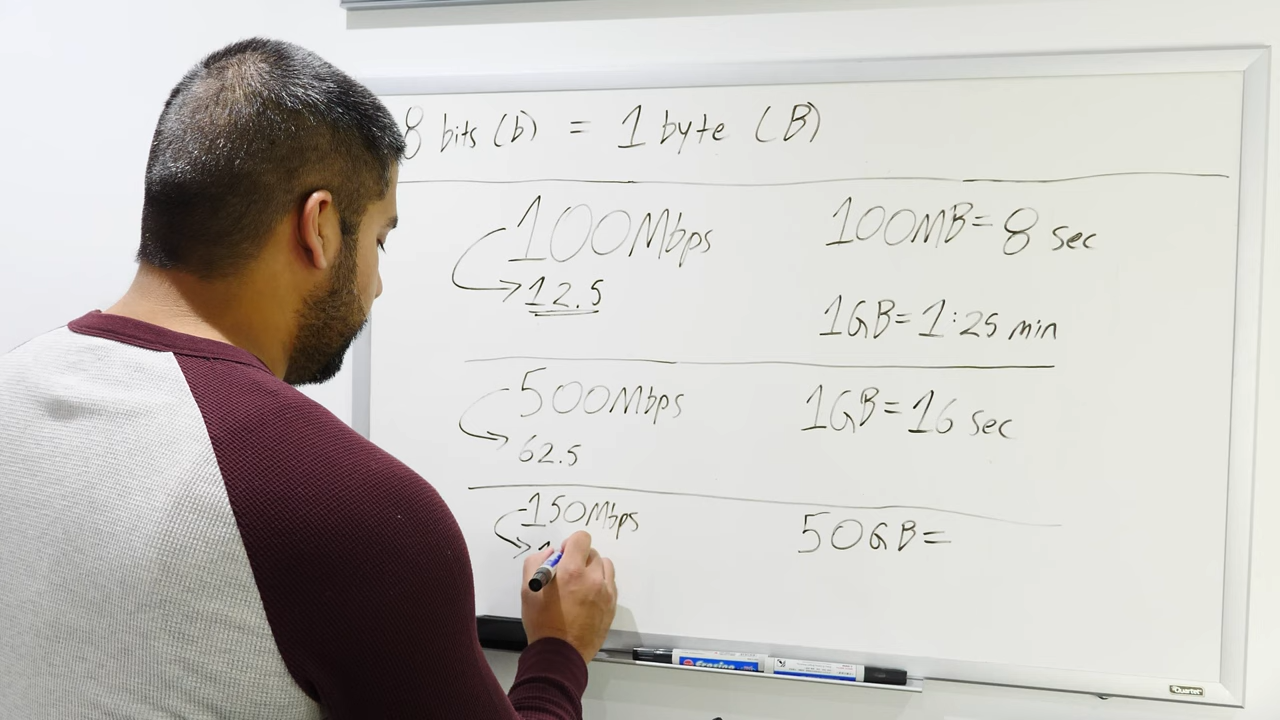 8 bits (b) = 1 byte (B)
100Mbps
12.5
100MB= 8 sec
1GB= 1:25 min
500Mbps
62.5
1GB= 16 sec
150Mbps
50GB=
Quartet